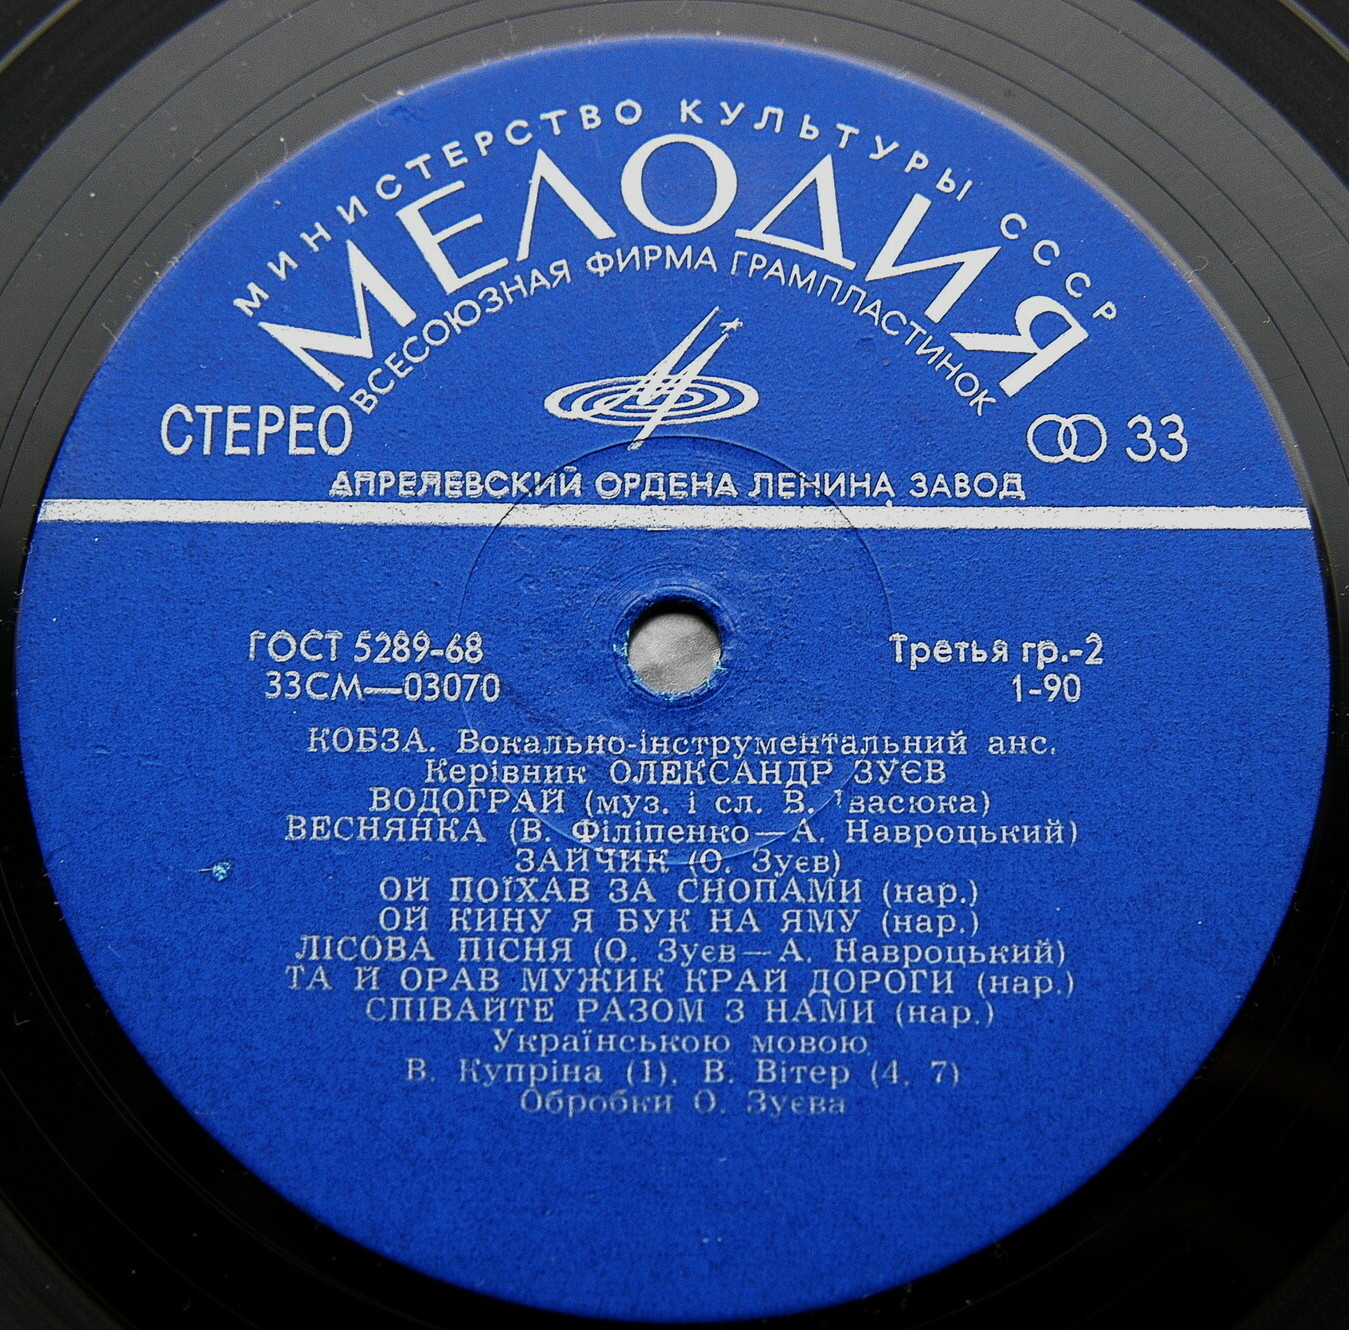 МИНИСТЕРСТВО КУЛЬТУРЫ СССР
МЕЛОДИЯ
ВСЕСОЮЗНАЯ ФИРМА ГРАМПЛАСТИНОК
СТЕРЕО
33
АПРЕЛЕВСКИЙ ОРДЕНА ЛЕНИНА ЗАВОД
ГОСТ 5289-68
Третья гр.-2
33СМ—03070
1-90
КОБЗА. Вокально-інструментальний анс.
Керівник ОЛЕКСАНДР ЗУЄВ
ВОДОГРАЙ (муз. і сл. В. Івасюка)
ВЕСНЯНКА (В. Філіпенко—А. Навроцький)
ЗАЙЧИК (О. Зуєв)
ОЙ ПОЇХАВ ЗА СНОПАМИ (нар.)
ОЙ КИНУ Я БУК НА ЯМУ (нар.)
ЛІСОВА ПІСНЯ (О. Зуєв—А. Навроцький)
ТА Й ОРАВ МУЖИК КРАЙ ДОРОГИ (нар.)
СПІВАЙТЕ РАЗОМ З НАМИ (нар.)
Українською мовою
В. Купріна (1), В. Вітер (4, 7)
Обробки О. Зуєва